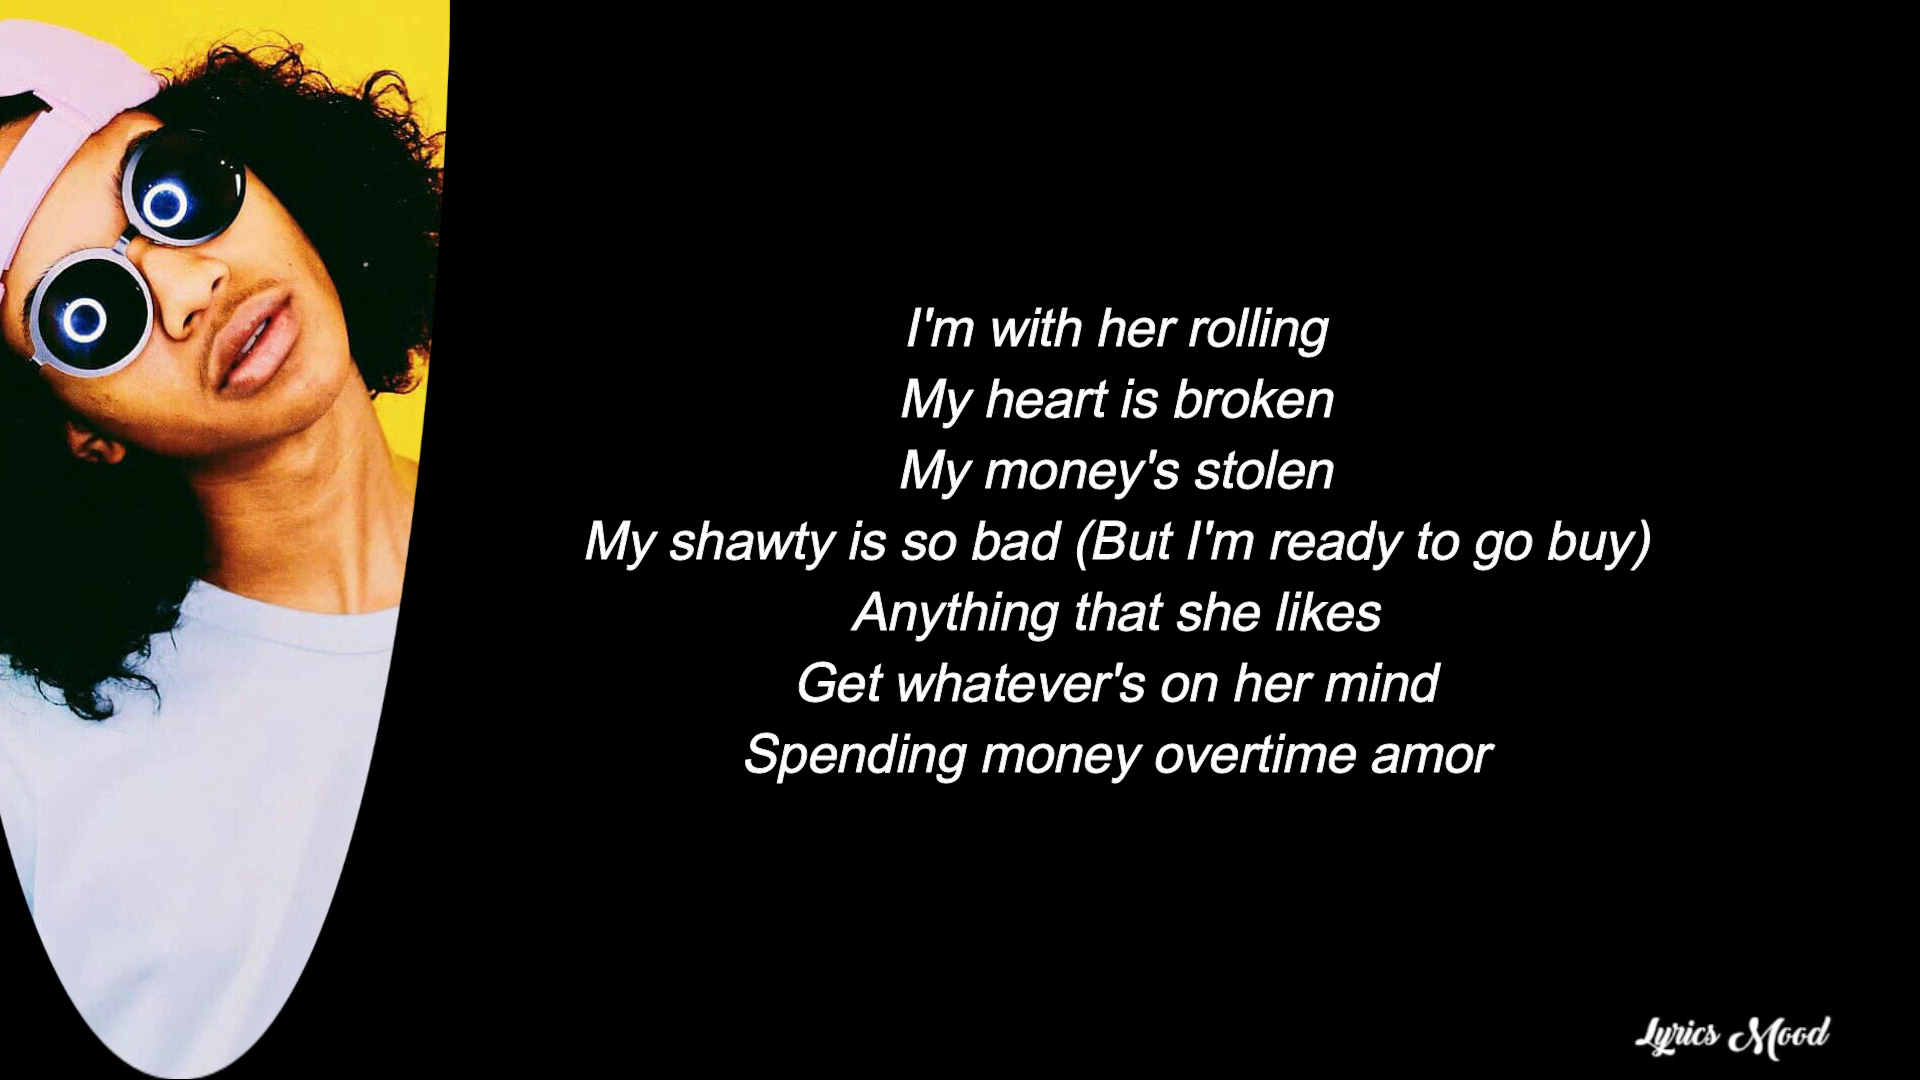 I'm with her rolling
My heart is broken
My money's stolen
My shawty is so bad (But I'm ready to go buy)
Anything that she likes
Get whatever's on her mind
Spending money overtime amor
Lyrics Mood